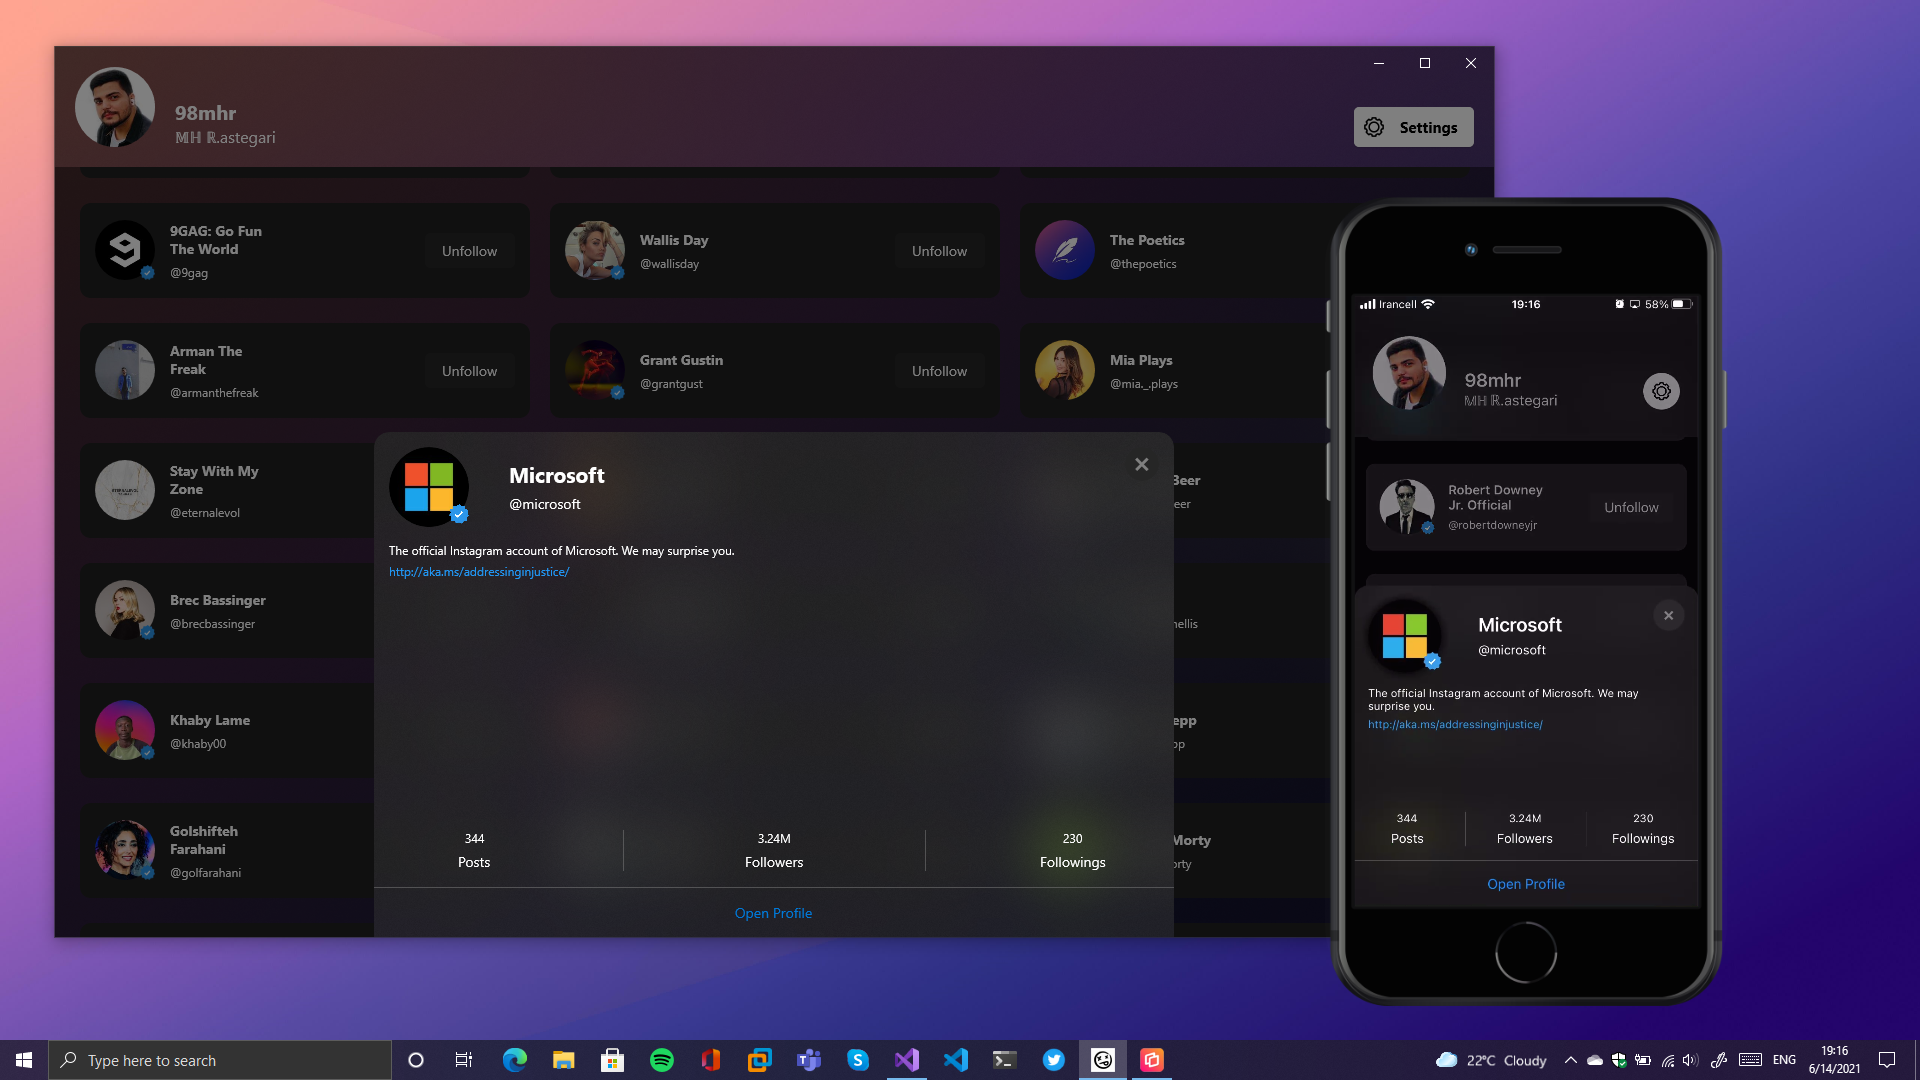 98mhr
𝕄ℍ ℝ.astegari
Settings
9GAG: Go Fun
The World
@9gag
Unfollow
Wallis Day
@wallisday
Unfollow
The Poetics
@thepoetics
Arman The
Freak
@armanthefreak
Unfollow
Grant Gustin
@grantgust
Unfollow
Mia Plays
@mia._.plays
Stay With My
Zone
@eternalevol
Beer
eer
Brec Bassinger
@brecbassinger
nellis
Khaby Lame
@khaby00
epp
Golshifteh
Farahani
@golfarahani
Morty
orty
Microsoft
@microsoft
The official Instagram account of Microsoft. We may surprise you.
http://aka.ms/addressinginjustice/
344
Posts
3.24M
Followers
230
Followings
Open Profile
Irancell
19:16
58%
98mhr
𝕄ℍ ℝ.astegari
Robert Downey
Jr. Official
@robertdowneyjr
Unfollow
Microsoft
@microsoft
The official Instagram account of Microsoft. We may
surprise you.
http://aka.ms/addressinginjustice/
344
Posts
3.24M
Followers
230
Followings
Open Profile
Type here to search
22°C Cloudy
ENG
19:16
6/14/2021